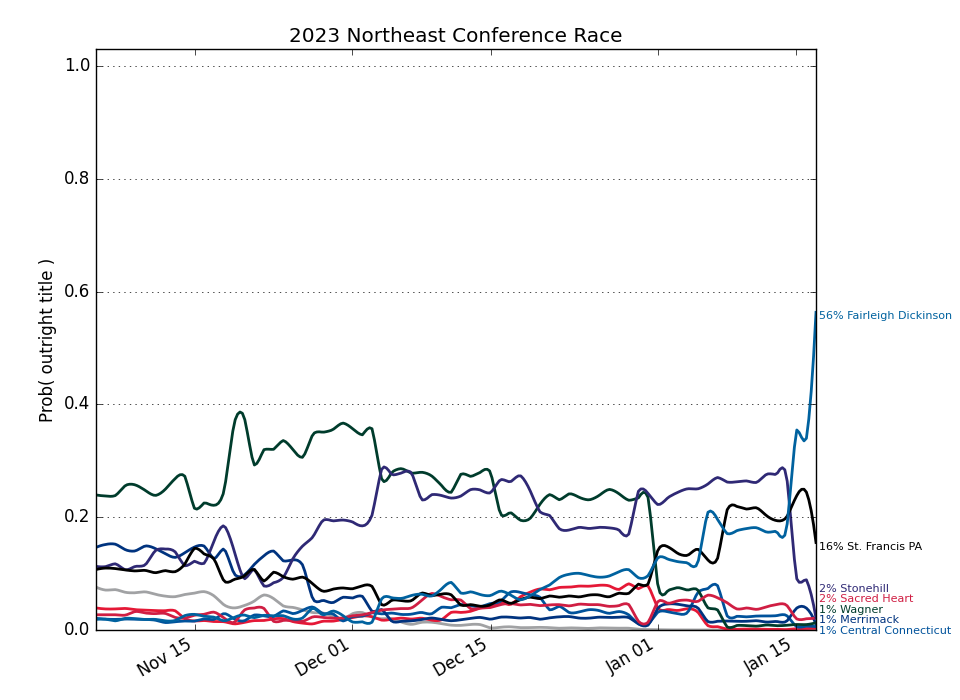 2023 Northeast Conference Race
Prob( outright title )
1.0
0.8
0.6
0.4
0.2
0.0
Nov 15
Dec 01
Dec 15
Jan 01
Jan 15
56% Fairleigh Dickinson
16% St. Francis PA
2% Stonehill
2% Sacred Heart
1% Wagner
1% Merrimack
1% Central Connecticut